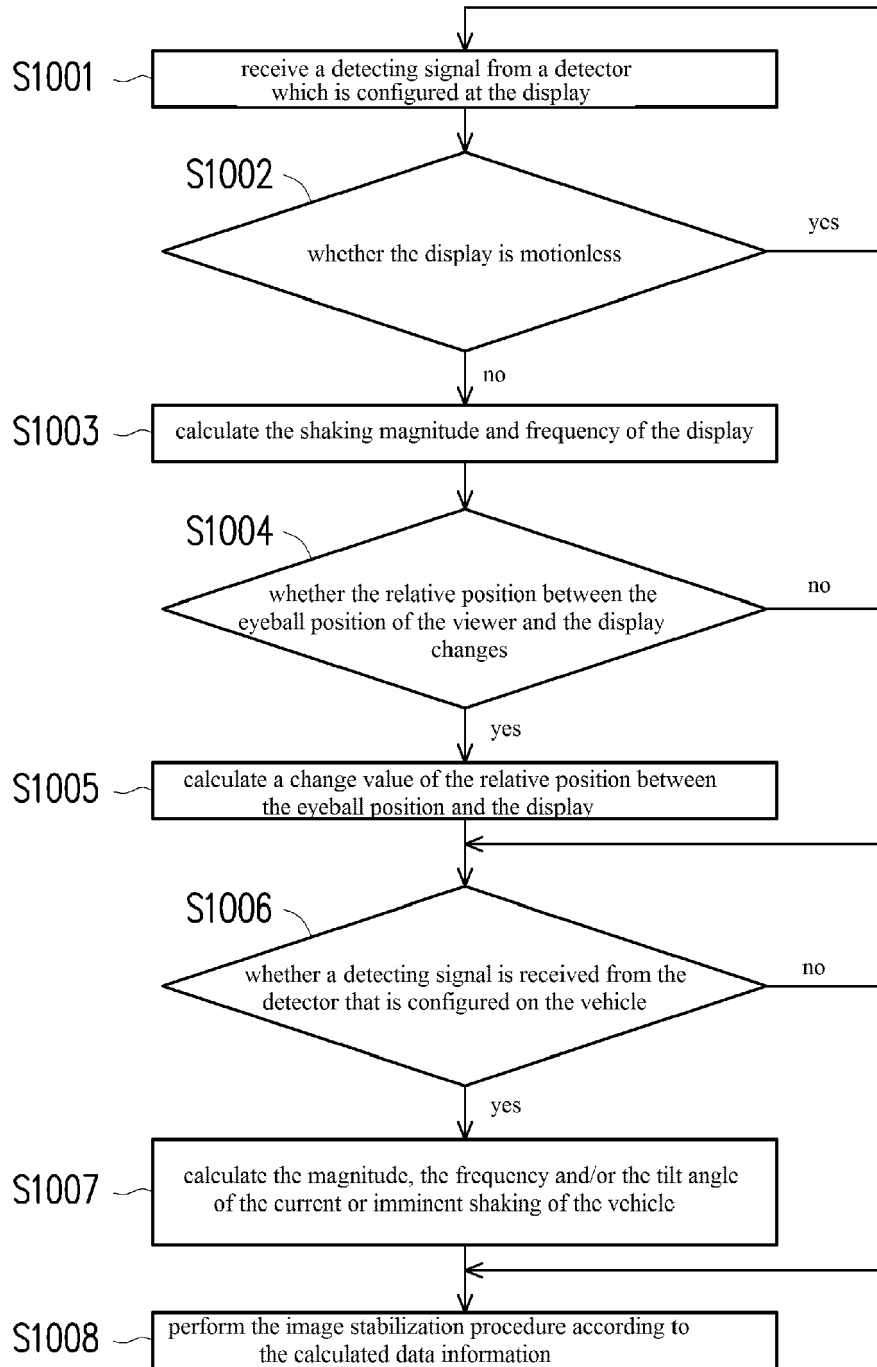 S1001
receive a detecting signal from a detector
which is configured at the display
S1002
whether the display is motionless
yes
no
S1003
calculate the shaking magnitude and frequency of the display
S1004
whether the relative position between the
eyeball position of the viewer and the display
changes
no
yes
S1005
calculate a change value of the relative position between
the eyeball position and the display
S1006
whether a detecting signal is received from the
detector that is configured on the vehicle
no
yes
S1007
calculate the magnitude, the frequency and/or the tilt angle
of the current or imminent shaking of the vehicle
S1008
perform the image stabilization procedure according to
the calculated data information